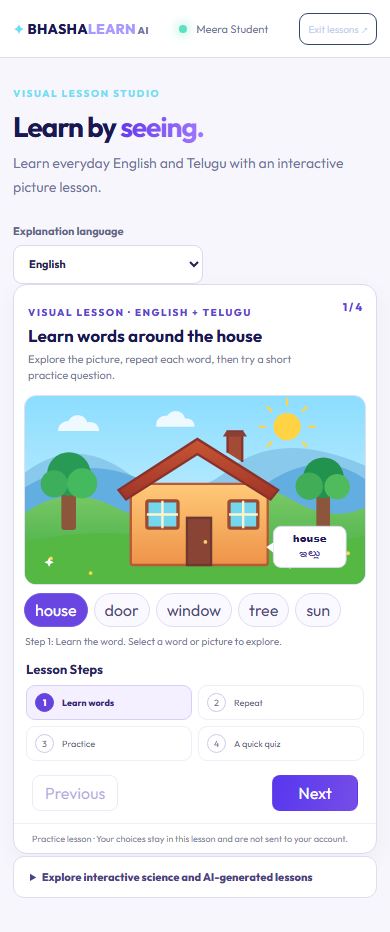 BHASHALEARN AI
Meera Student
Exit lessons ↗
VISUAL LESSON STUDIO
Learn by seeing.
Learn everyday English and Telugu with an interactive
picture lesson.
Explanation language
English
VISUAL LESSON · ENGLISH + TELUGU
1 / 4
Learn words around the house
Explore the picture, repeat each word, then try a short
practice question.
house
ఇల్లు
house
door
window
tree
sun
Step 1: Learn the word. Select a word or picture to explore.
Lesson Steps
1 Learn words
2 Repeat
3 Practice
4 A quick quiz
Previous
Next
Practice lesson · Your choices stay in this lesson and are not sent to your account.
Explore interactive science and AI-generated lessons